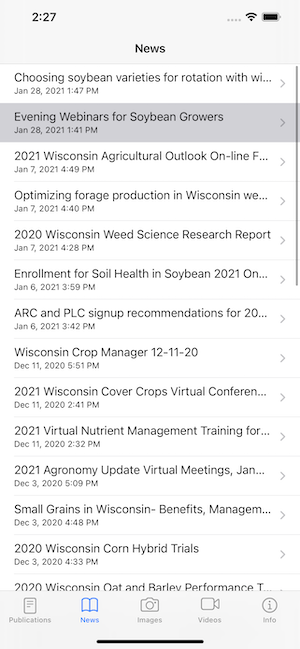 2:27
News
Choosing soybean varieties for rotation with wi...
Jan 28, 2021 1:47 PM
Evening Webinars for Soybean Growers
Jan 28, 2021 1:41 PM
2021 Wisconsin Agricultural Outlook On-line F...
Jan 7, 2021 4:49 PM
Optimizing forage production in Wisconsin we...
Jan 7, 2021 4:40 PM
2020 Wisconsin Weed Science Research Report
Jan 7, 2021 4:28 PM
Enrollment for Soil Health in Soybean 2021 On...
Jan 6, 2021 3:59 PM
ARC and PLC signup recommendations for 20...
Jan 6, 2021 3:42 PM
Wisconsin Crop Manager 12-11-20
Dec 11, 2020 5:51 PM
2021 Wisconsin Cover Crops Virtual Conferen...
Dec 11, 2020 2:41 PM
2021 Virtual Nutrient Management Training for...
Dec 11, 2020 2:32 PM
2021 Agronomy Update Virtual Meetings, Jan...
Dec 3, 2020 5:09 PM
Small Grains in Wisconsin- Benefits, Managem...
Dec 3, 2020 4:48 PM
2020 Wisconsin Corn Hybrid Trials
Dec 3, 2020 4:33 PM
2020 Wisconsin Oat and Barley Performance T...
Publications News Images Videos Info